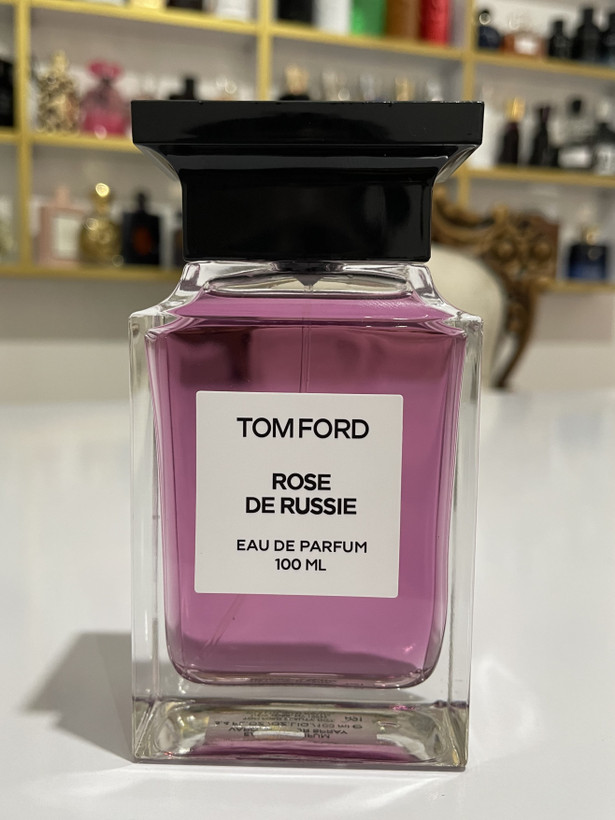 TOM FORD
ROSE
DE RUSSIE
EAU DE PARFUM
100 ML